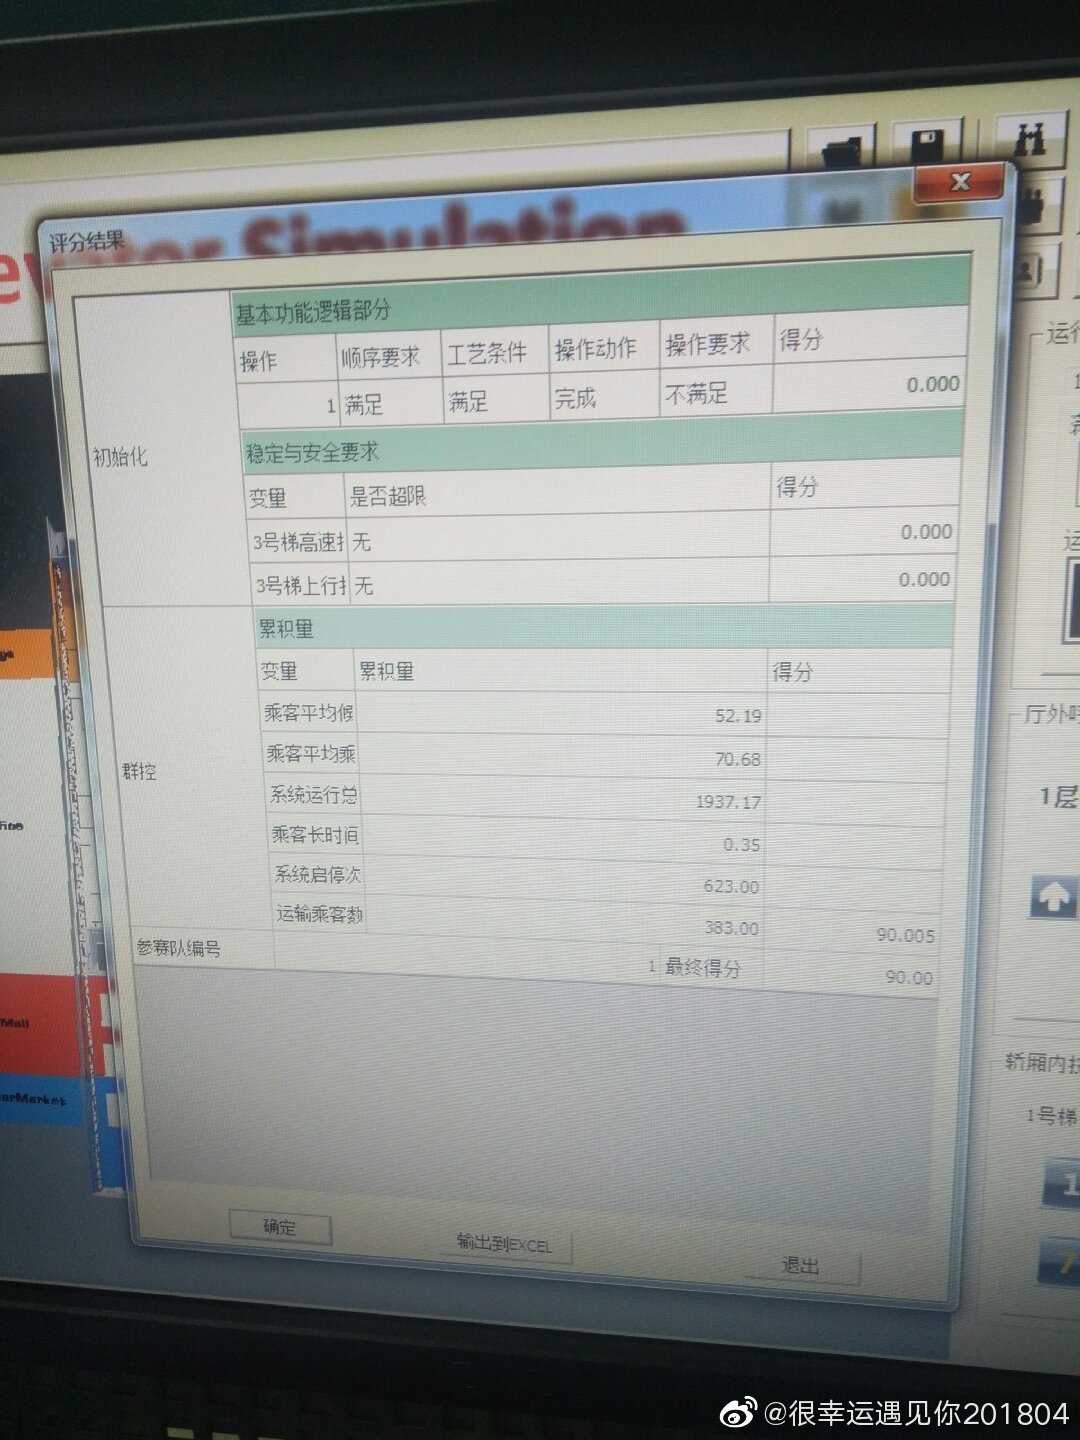 evator Simulation
评分结果
X
初始化
基本功能逻辑部分
操作 顺序要求 工艺条件 操作动作 操作要求 得分
1 满足 满足 完成 不满足 0.000
稳定与安全要求
变量 是否超限 得分
3号梯高速 无 0.000
3号梯上行 无 0.000
群控
累积量
变量 累积量 得分
乘客平均候 52.19
乘客平均乘 70.68
系统运行总 1937.17
乘客长时间 0.35
系统启停次 623.00
运输乘客数 383.00 90.005
参赛队编号 1 最终得分 90.00
确定 输出到EXCEL 退出
运行
厅外呼
1层
轿厢内
1号梯
1
7
Mall
arMarket
@很幸运遇见你201804